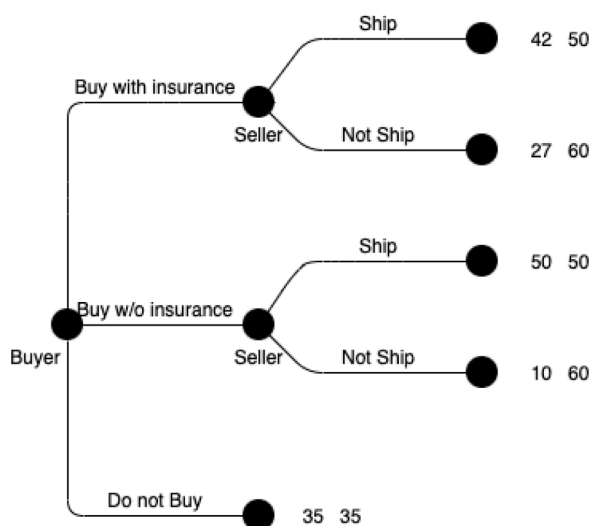 Ship
42 50
Buy with insurance
Seller
Not Ship
27 60
Ship
50 50
Buy w/o insurance
Buyer
Seller
Not Ship
10 60
Do not Buy
35 35